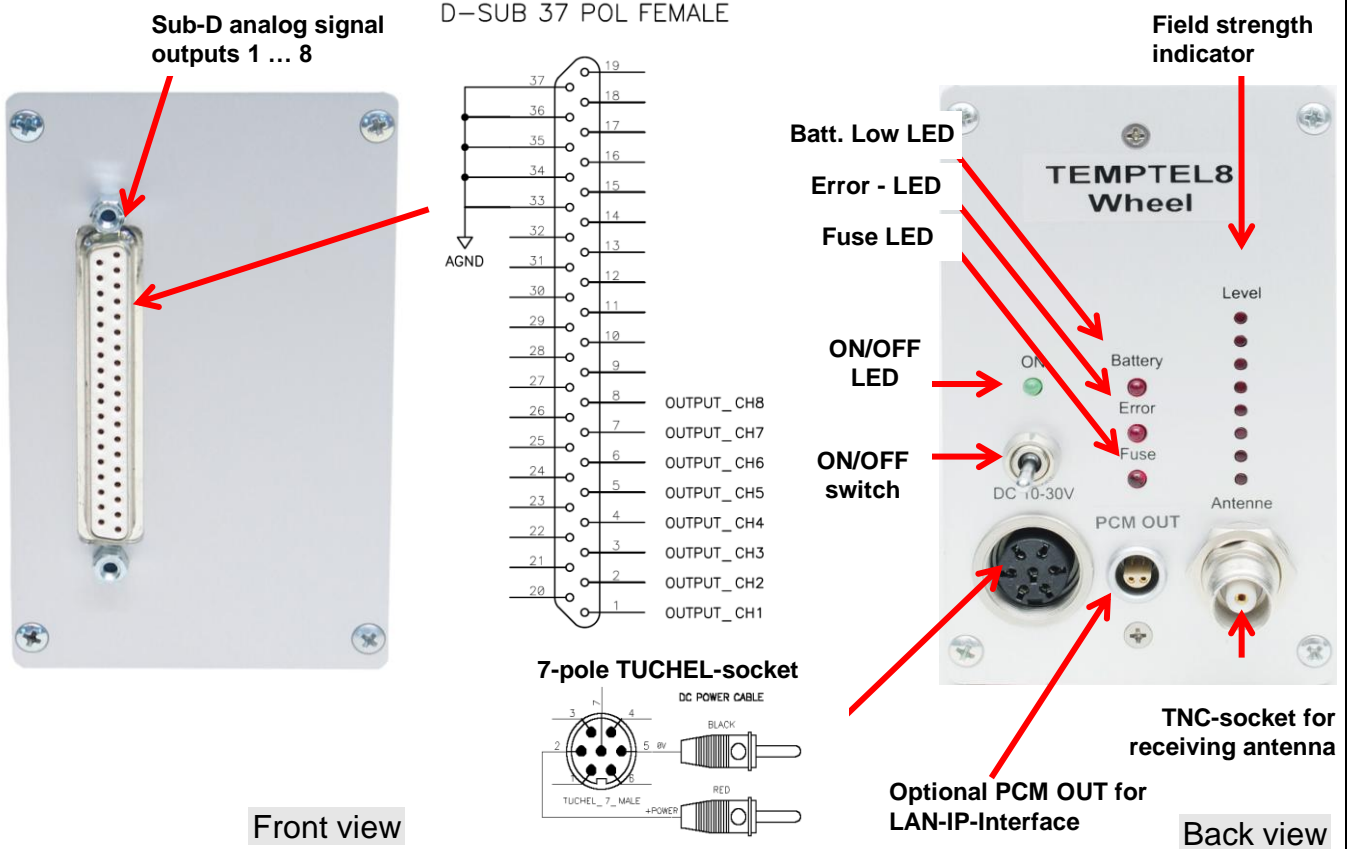 Sub-D analog signal
outputs 1 … 8
D-SUB 37 POL FEMALE
37
36
35
34
33
32
31
30
29
28
27
26
25
24
23
22
21
20
AGND
19
18
17
16
15
14
13
12
11
10
9
8 OUTPUT_CH8
7 OUTPUT_CH7
6 OUTPUT_CH6
5 OUTPUT_CH5
4 OUTPUT_CH4
3 OUTPUT_CH3
2 OUTPUT_CH2
1 OUTPUT_CH1
7-pole TUCHEL-socket
DC POWER CABLE
7
3
4
2
5 0V
1
6
BLACK
TUCHEL_7_MALE
+POWER
RED
Front view
Field strength
indicator
Batt. Low LED
Error - LED
Fuse LED
ON/OFF
LED
ON/OFF
switch
TEMPTEL8
Wheel
Level
ON
Battery
Error
Fuse
DC 10-30V
PCM OUT
Antenne
TNC-socket for
receiving antenna
Optional PCM OUT for
LAN-IP-Interface
Back view